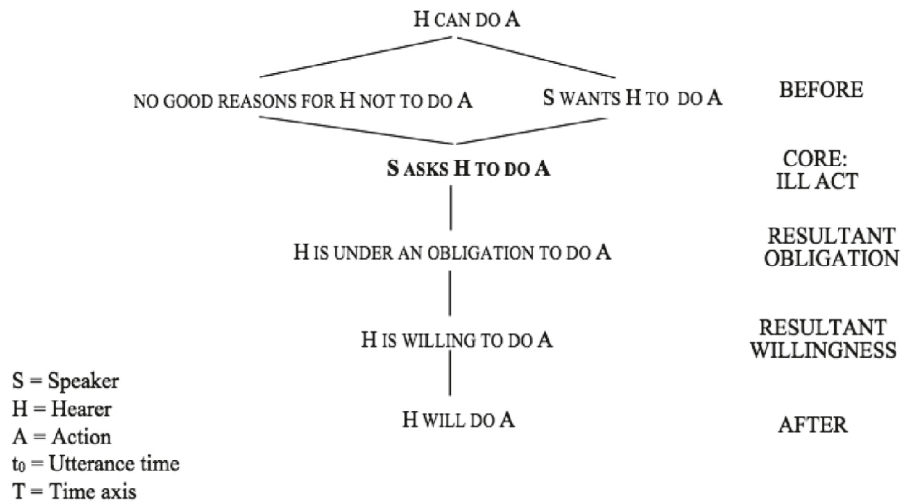 H CAN DO A
NO GOOD REASONS FOR H NOT TO DO A
S WANTS H TO DO A
BEFORE
S ASKS H TO DO A
CORE:
ILL ACT
H IS UNDER AN OBLIGATION TO DO A
RESULTANT
OBLIGATION
H IS WILLING TO DO A
RESULTANT
WILLINGNESS
H WILL DO A
AFTER
S = Speaker
H = Hearer
A = Action
t₀ = Utterance time
T = Time axis